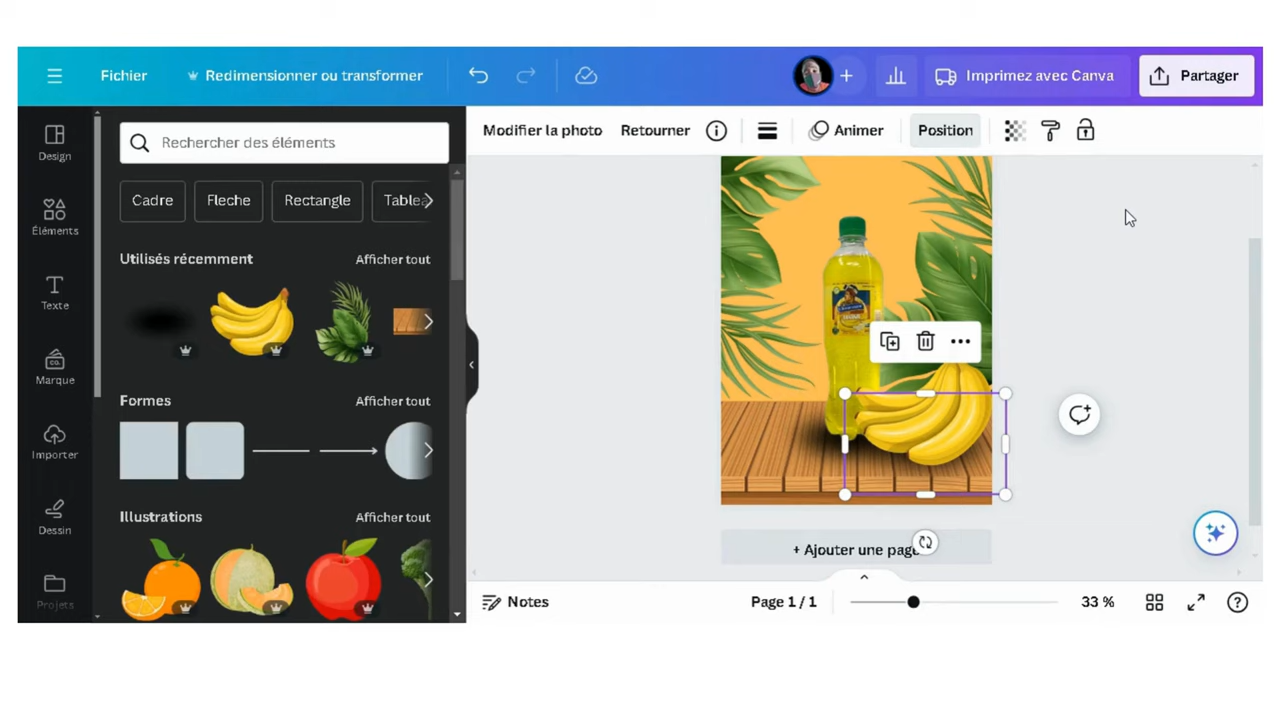 Fichier
Redimensionner ou transformer
Imprimez avec Canva
Partager
Design
Éléments
Texte
Marque
Importer
Dessin
Projets
Rechercher des éléments
Cadre
Fleche
Rectangle
Utilisés récemment
Afficher tout
Formes
Afficher tout
Illustrations
Afficher tout
Modifier la photo
Retourner
Animer
Position
+ Ajouter une page
Notes
Page 1 / 1
33 %